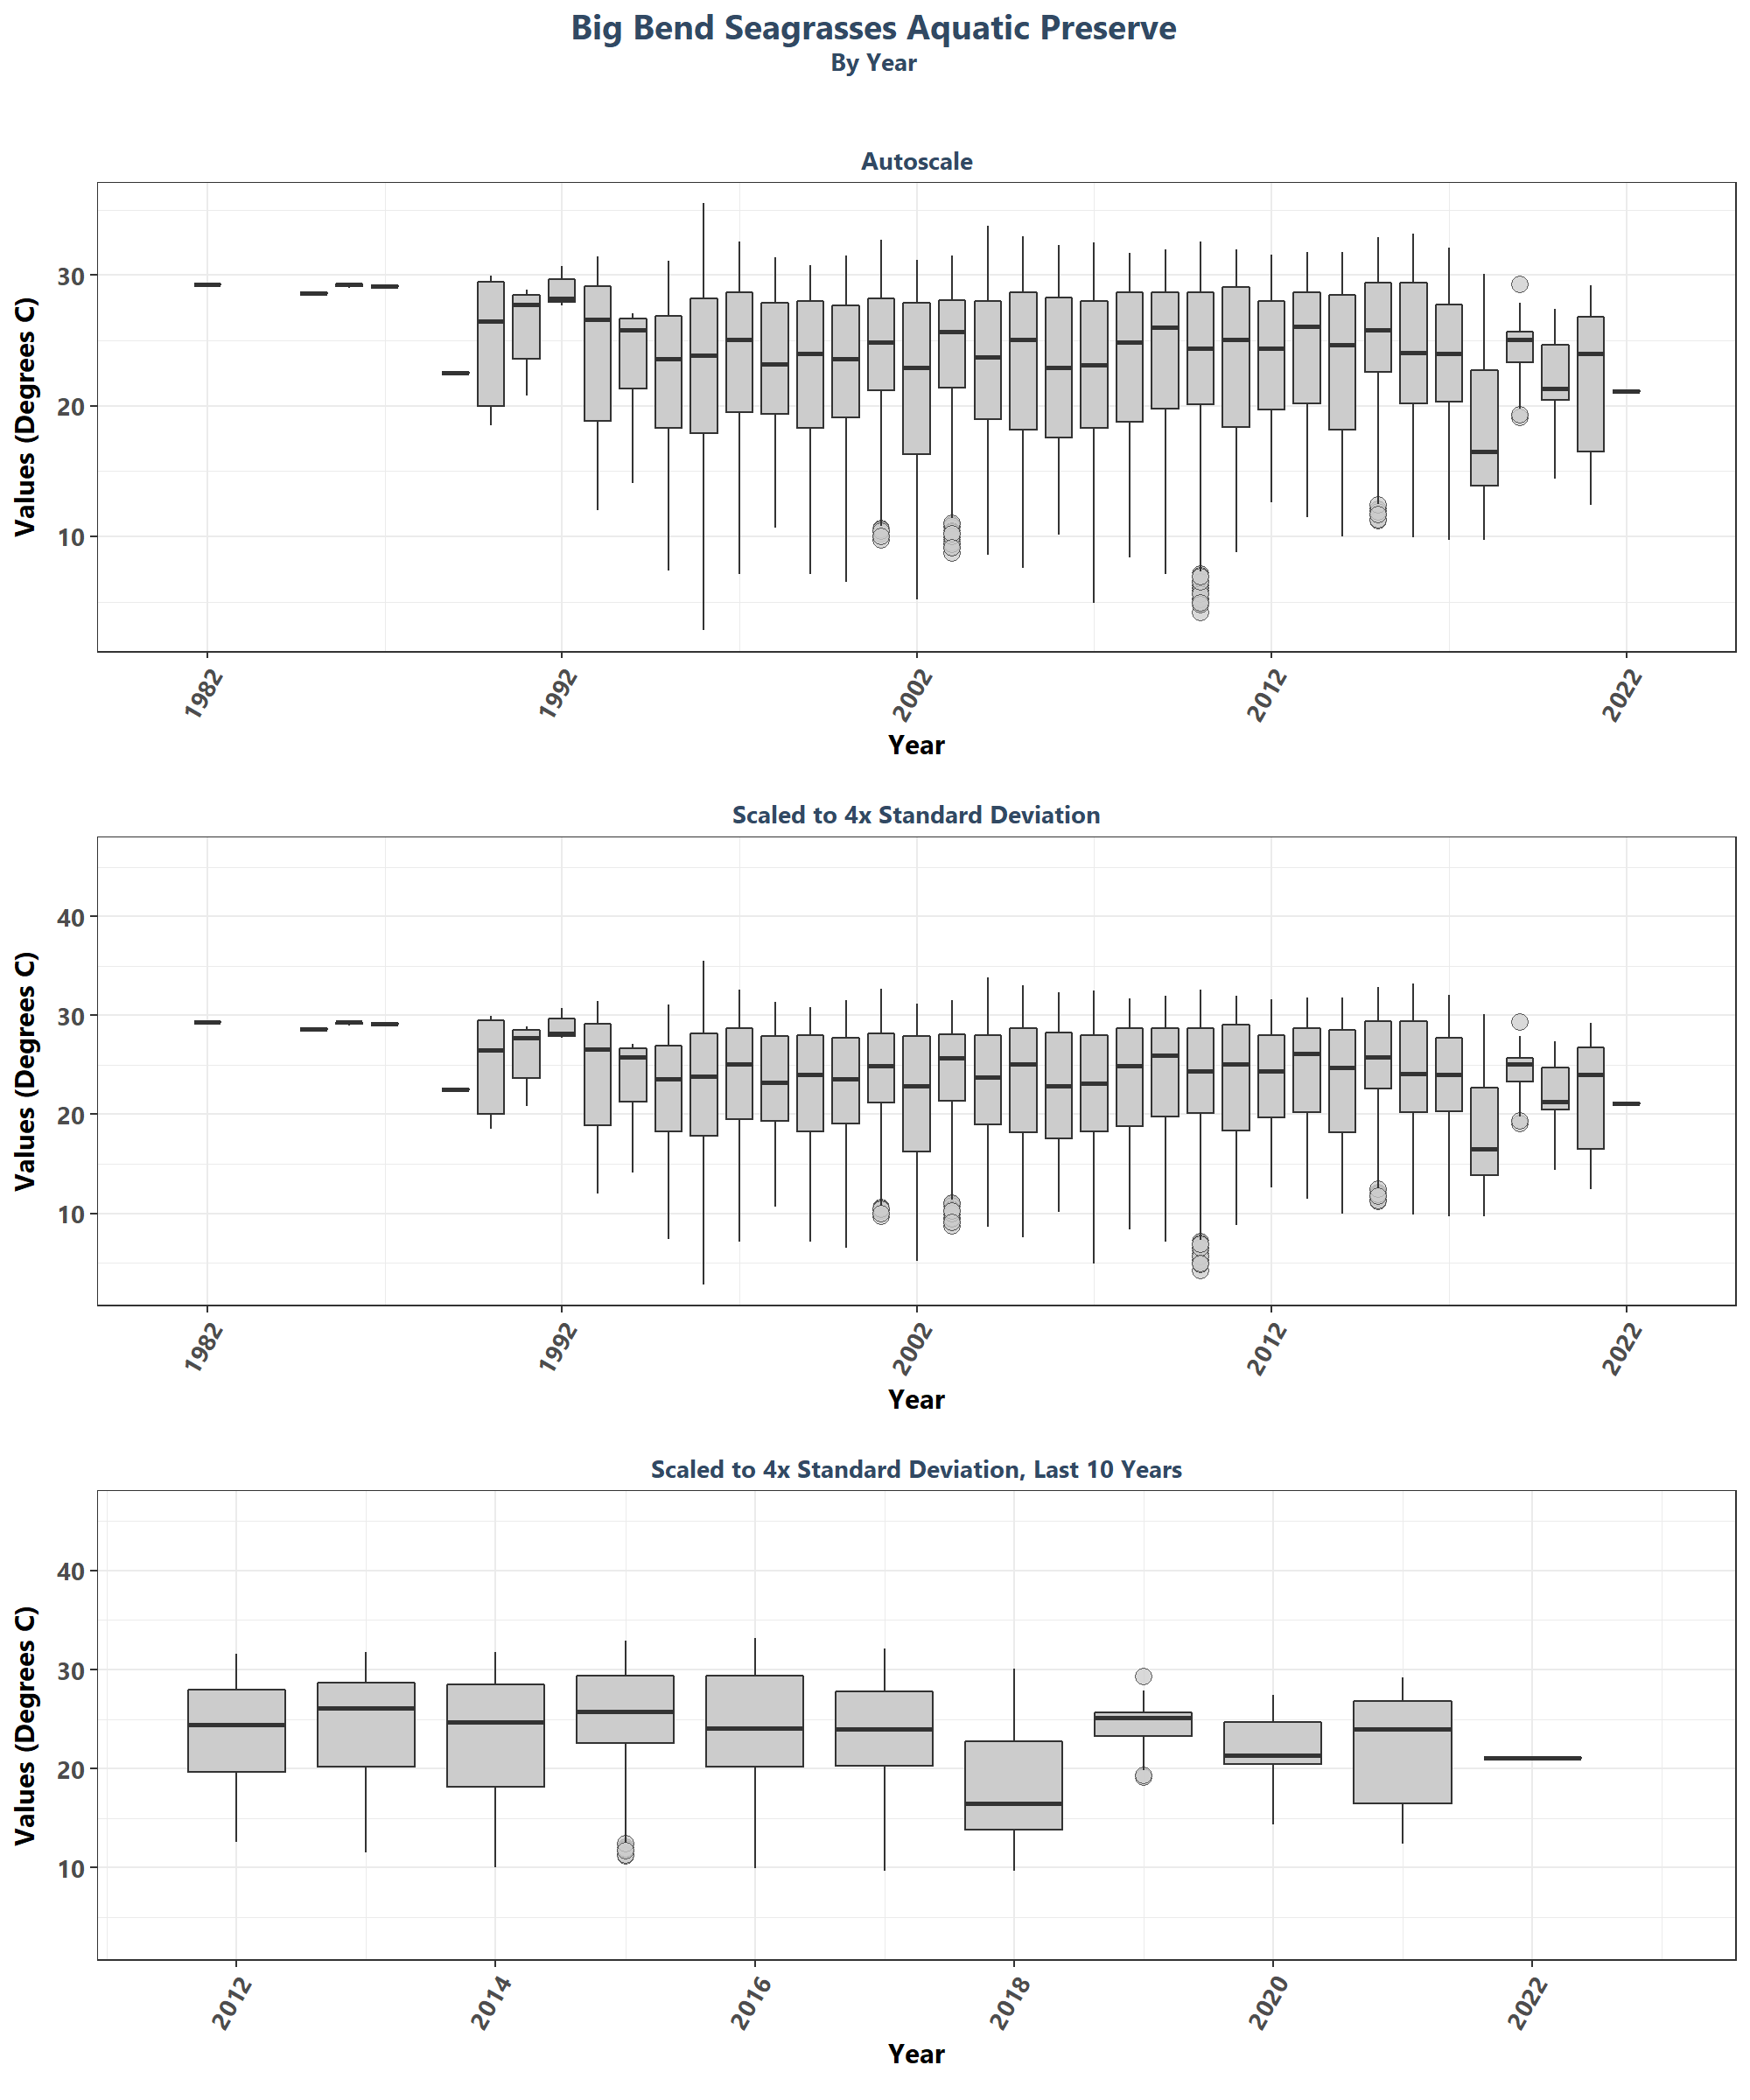 Big Bend Seagrasses Aquatic Preserve
By Year
Autoscale
Values (Degrees C)
30
20
10
1982
1992
2002
2012
2022
Year
Scaled to 4x Standard Deviation
Values (Degrees C)
40
30
20
10
1982
1992
2002
2012
2022
Year
Scaled to 4x Standard Deviation, Last 10 Years
Values (Degrees C)
40
30
20
10
2012
2014
2016
2018
2020
2022
Year